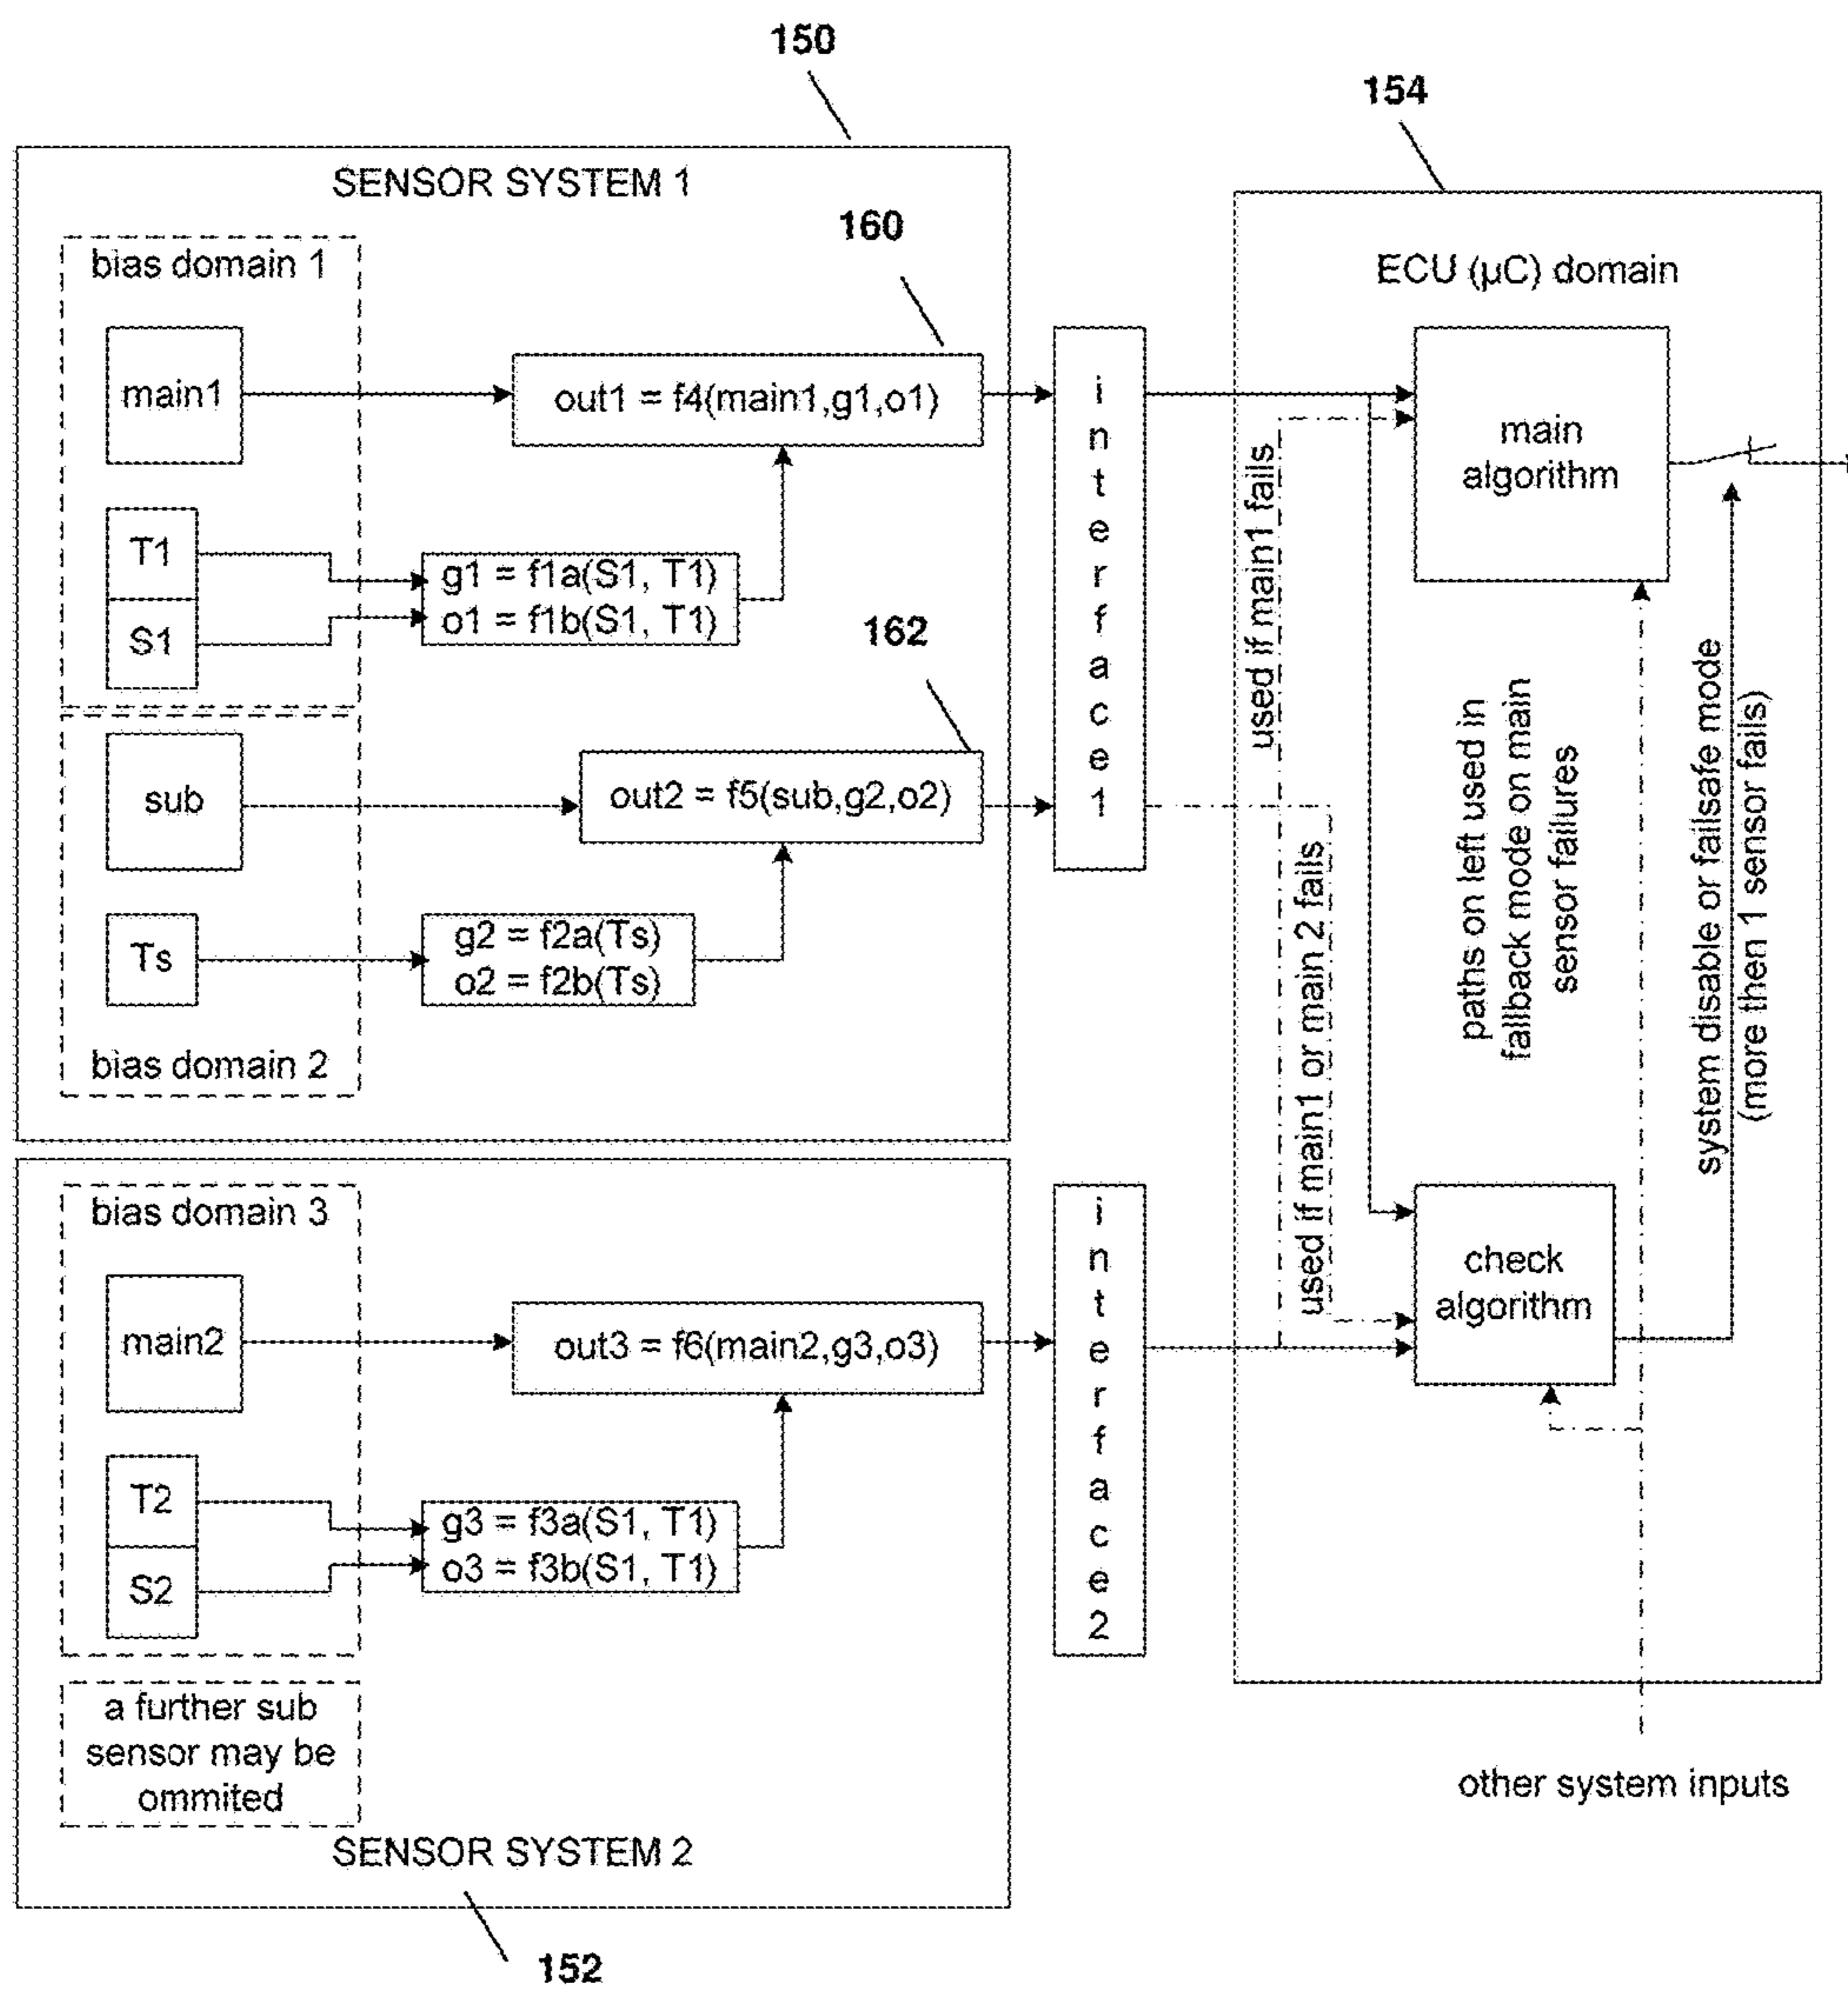 150
154
SENSOR SYSTEM 1
160
bias domain 1
ECU (µC) domain
main1
out1 = f4(main1,g1,o1)
interface1
main
algorithm
used if main1 fails
T1
S1
g1 = f1a(S1, T1)
o1 = f1b(S1, T1)
162
sub
out2 = f5(sub,g2,o2)
paths on left used in
fallback mode on main
sensor failures
system disable or failsafe mode
(more then 1 sensor fails)
used if main1 or main 2 fails
Ts
g2 = f2a(Ts)
o2 = f2b(Ts)
bias domain 2
bias domain 3
interface2
check
algorithm
main2
out3 = f6(main2,g3,o3)
T2
S2
g3 = f3a(S1, T1)
o3 = f3b(S1, T1)
a further sub
sensor may be
ommited
other system inputs
SENSOR SYSTEM 2
152